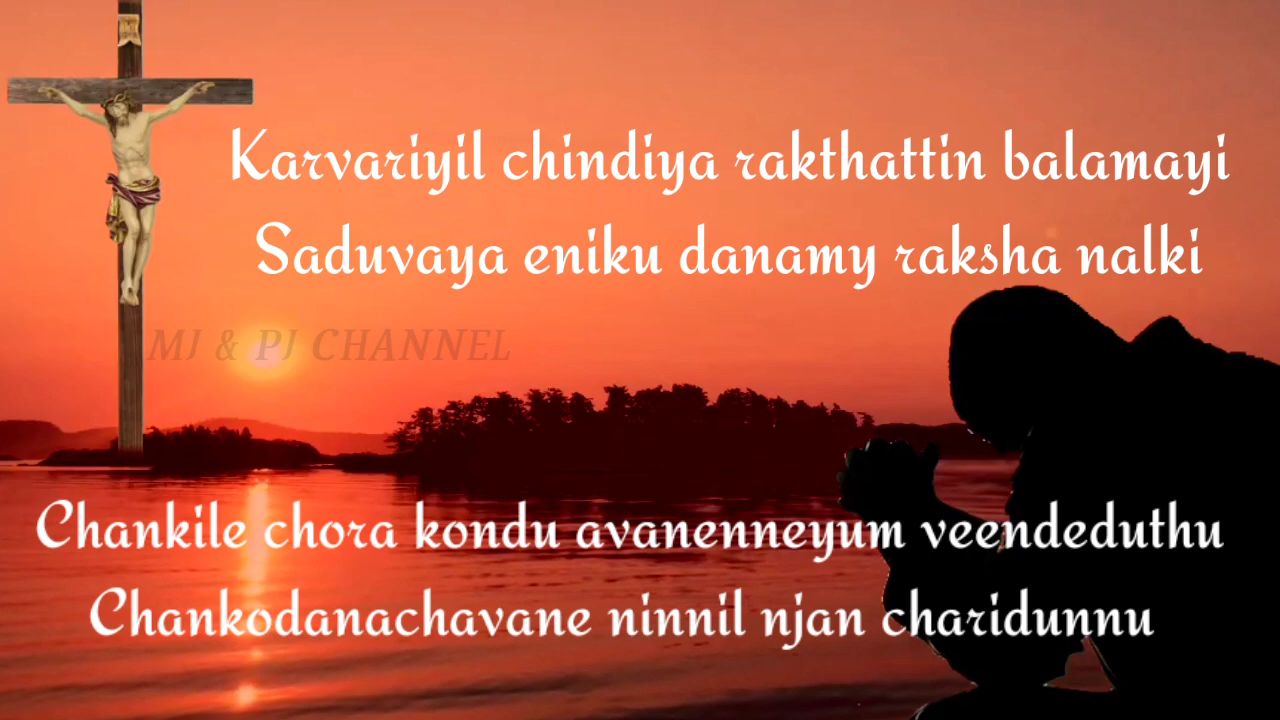 Karvariyil chindiya rakthattin balamayi
Saduvaya eniku danamy raksha nalki
MJ & PJ CHANNEL
Chankile chora kondu avanenneyum veendeduthu
Chankodanachavane ninnil njan charidunnu